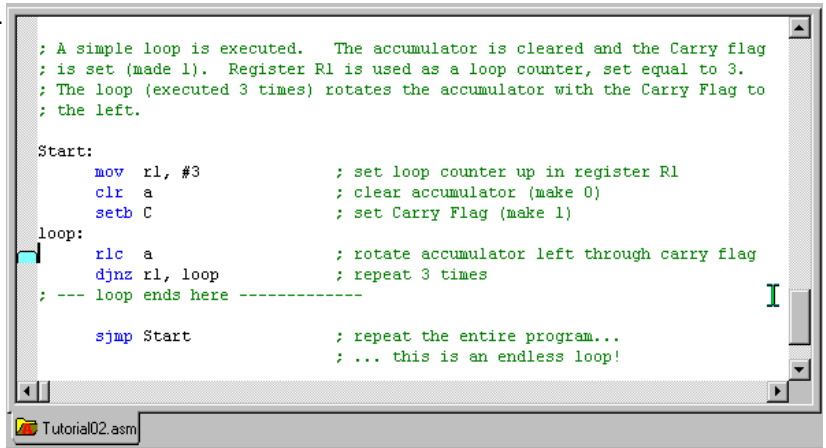 ; A simple loop is executed.   The accumulator is cleared and the Carry flag
; is set (made 1).  Register R1 is used as a loop counter, set equal to 3.
; The loop (executed 3 times) rotates the accumulator with the Carry Flag to
; the left.
Start:
mov  r1, #3                ; set loop counter up in register R1
clr  a                     ; clear accumulator (make 0)
setb C                     ; set Carry Flag (make 1)
loop:
rlc  a                     ; rotate accumulator left through carry flag
djnz r1, loop              ; repeat 3 times
; --- loop ends here -------------
sjmp Start                 ; repeat the entire program...
; ... this is an endless loop!
Tutorial02.asm